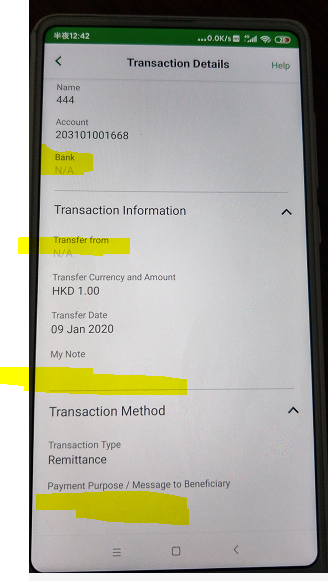 半夜12:42
...0.0K/s
Transaction Details
Help
Name
444
Account
203101001668
Bank
N/A
Transaction Information
Transfer from
N/A
Transfer Currency and Amount
HKD 1.00
Transfer Date
09 Jan 2020
My Note
Transaction Method
Transaction Type
Remittance
Payment Purpose / Message to Beneficiary